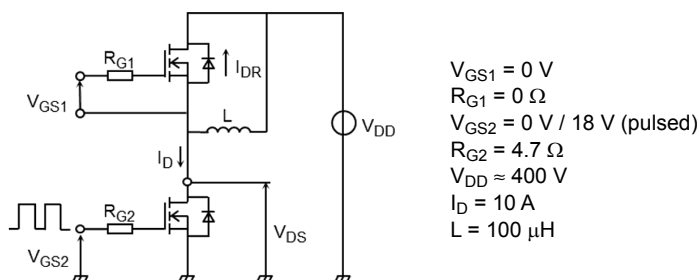 R_G1
I_DR
V_GS1
L
V_DD
I_D
R_G2
V_DS
V_GS2
V_GS1 = 0 V
R_G1 = 0 Ω
V_GS2 = 0 V / 18 V (pulsed)
R_G2 = 4.7 Ω
V_DD ≈ 400 V
I_D = 10 A
L = 100 μH